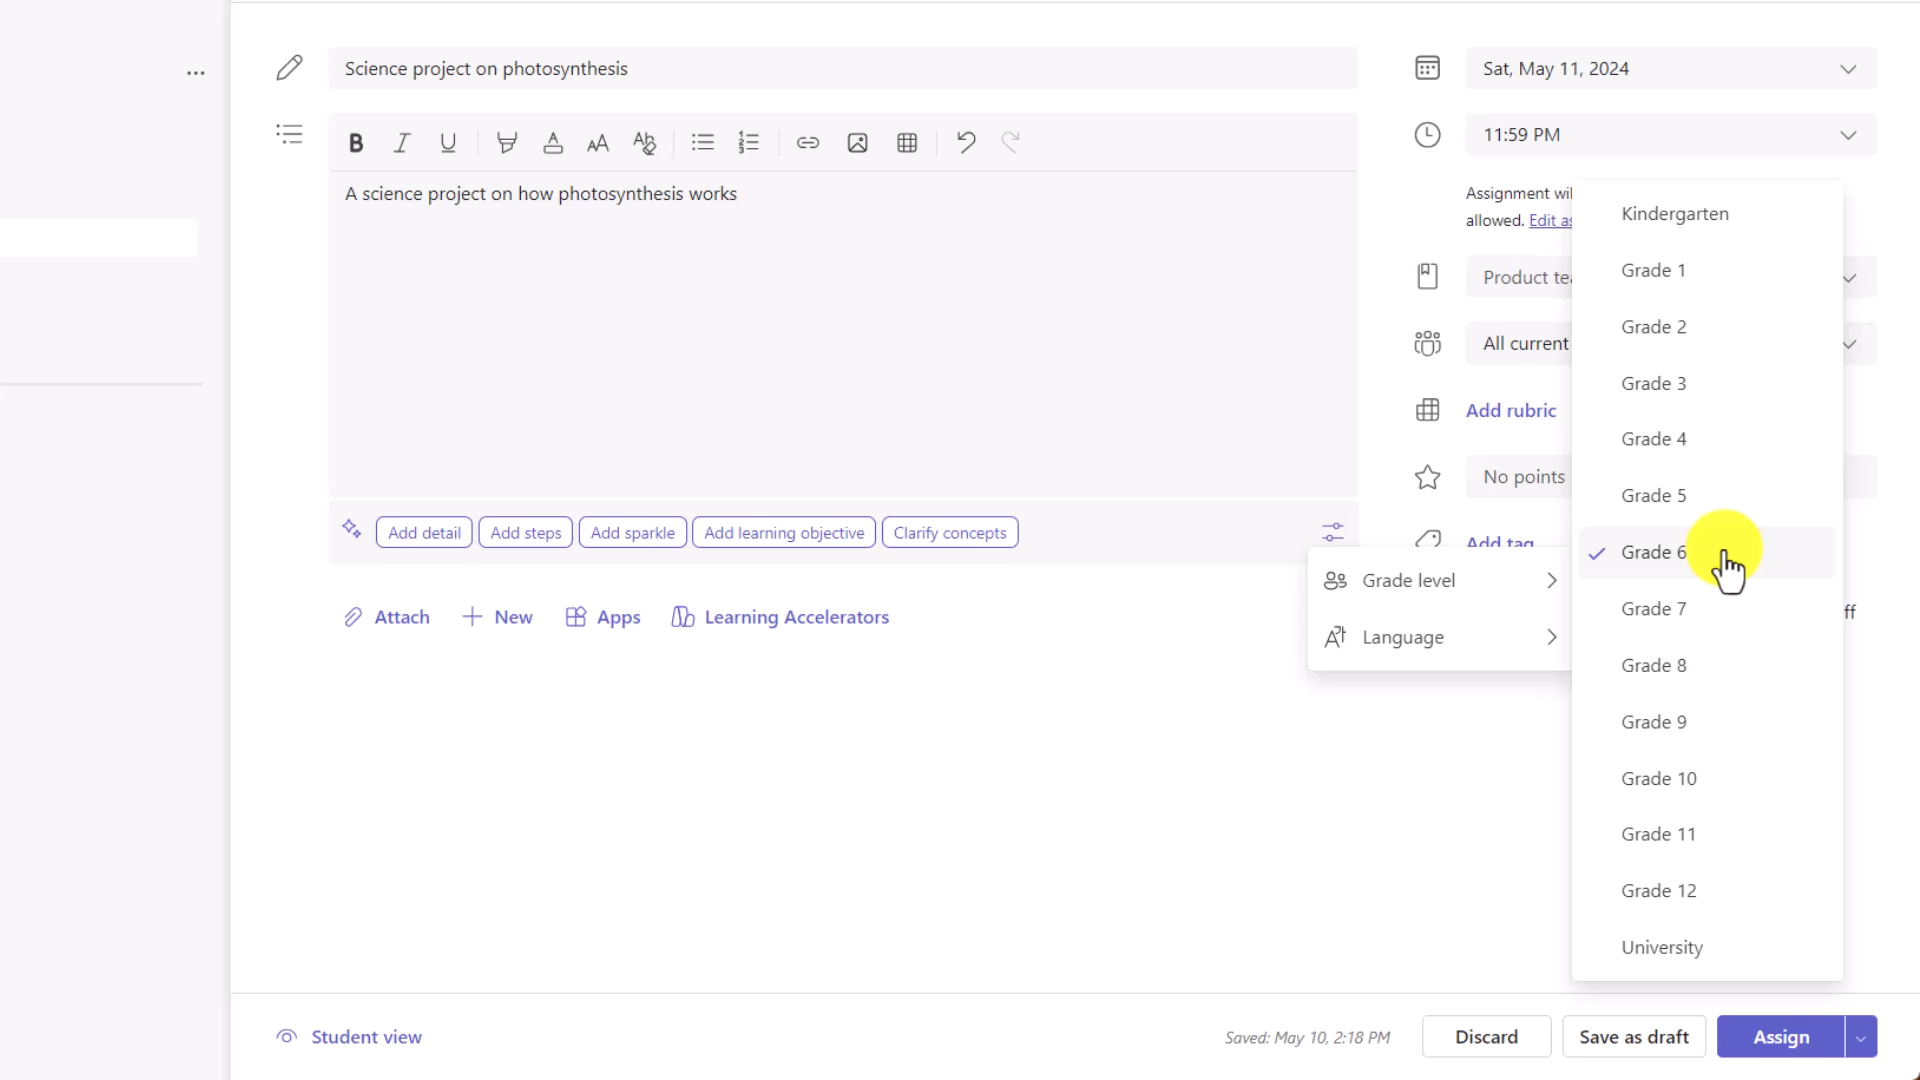 Science project on photosynthesis
A science project on how photosynthesis works
Add detail
Add steps
Add sparkle
Add learning objective
Clarify concepts
Attach
New
Apps
Learning Accelerators
Sat, May 11, 2024
11:59 PM
Assignment
allowed. Edit
Product
All current
Add rubric
No points
Add tag
Grade level
Language
Kindergarten
Grade 1
Grade 2
Grade 3
Grade 4
Grade 5
Grade 6
Grade 7
Grade 8
Grade 9
Grade 10
Grade 11
Grade 12
University
Student view
Saved: May 10, 2:18 PM
Discard
Save as draft
Assign